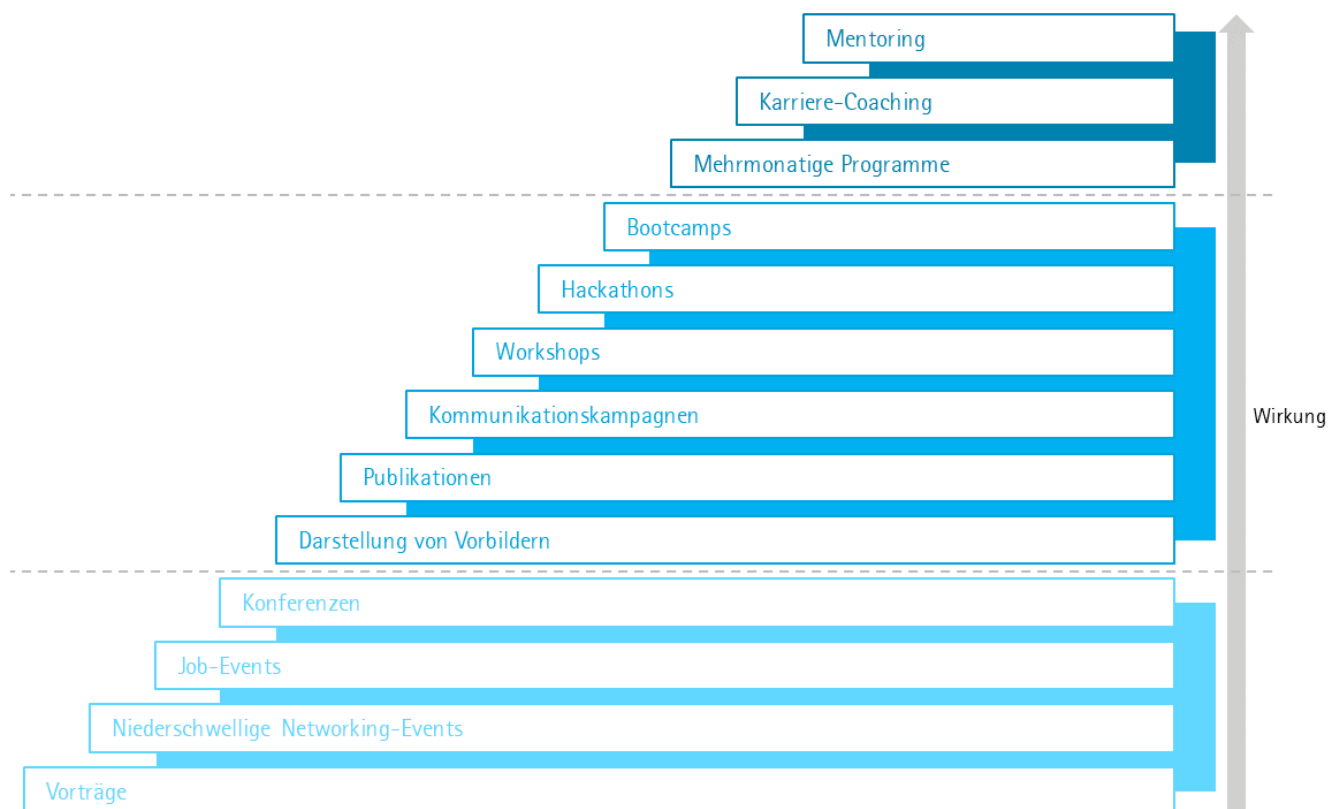 Mentoring
Karriere-Coaching
Mehrmonatige Programme
Bootcamps
Hackathons
Workshops
Kommunikationskampagnen
Wirkung
Publikationen
Darstellung von Vorbildern
Konferenzen
Job-Events
Niederschwellige Networking-Events
Vorträge